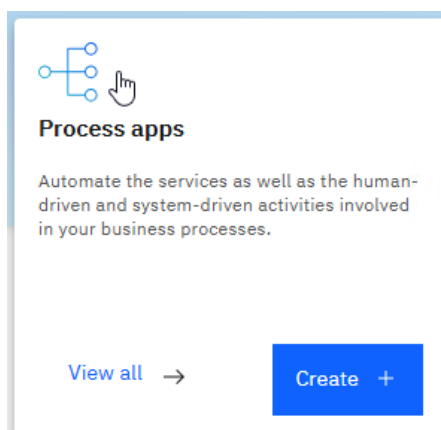 Process apps
Automate the services as well as the human-
driven and system-driven activities involved
in your business processes.
View all →
Create +